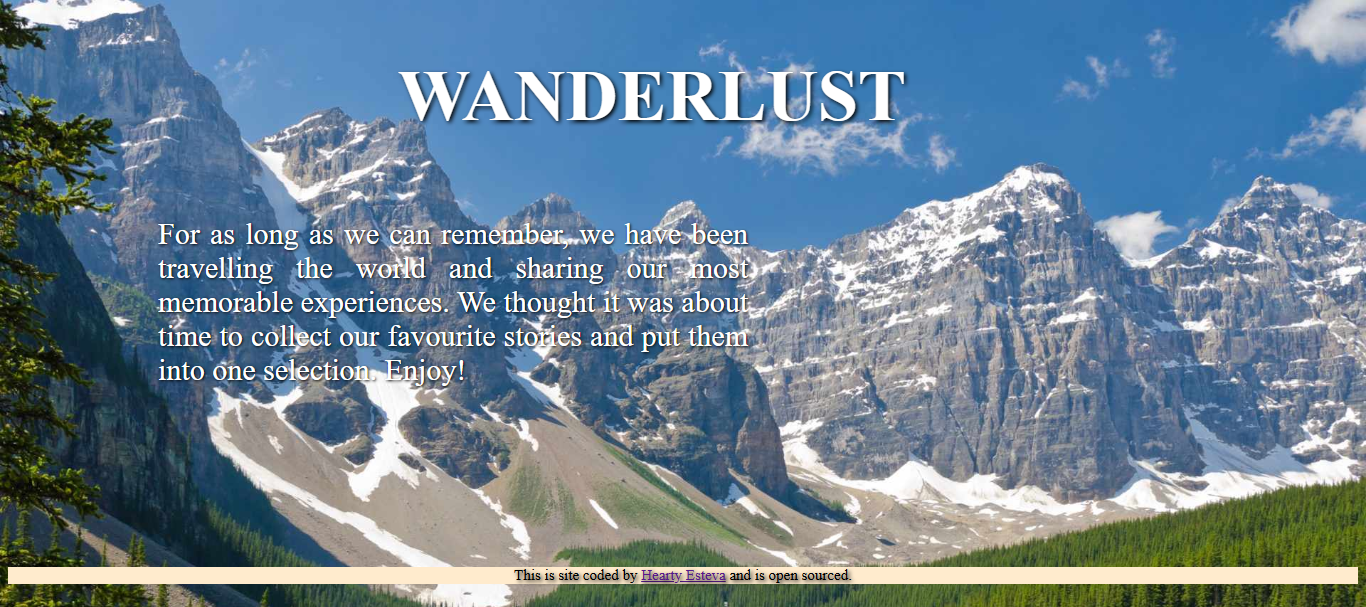 WANDERLUST
For as long as we can remember, we have been
travelling the world and sharing our most
memorable experiences. We thought it was about
time to collect our favourite stories and put them
into one selection. Enjoy!
This is site coded by Hearty Esteva and is open sourced.